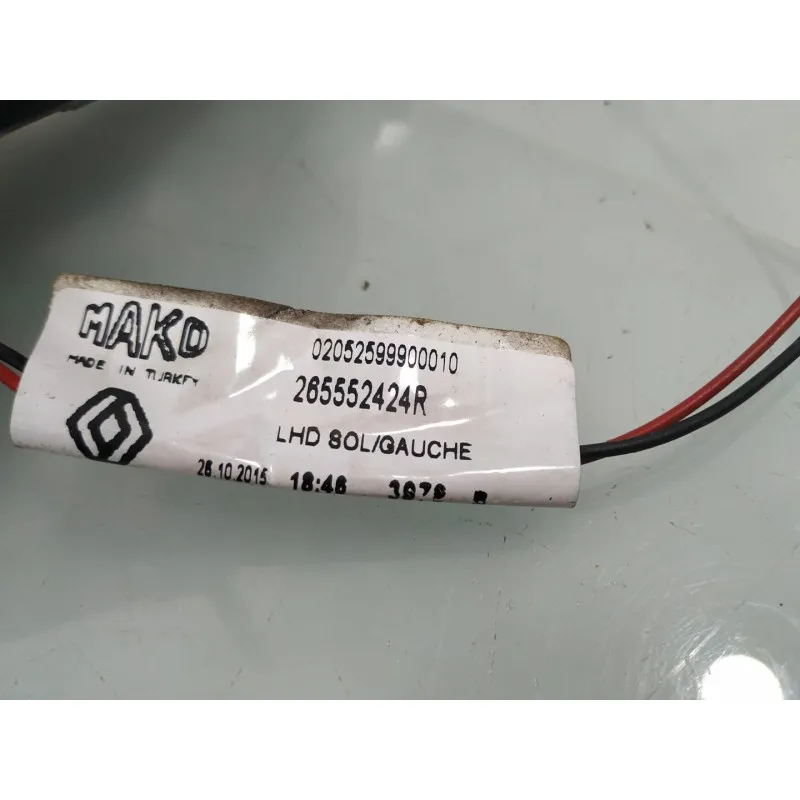 MAKO
MADE IN TURKEY
02052599900010
265552424R
LHD SOL/GAUCHE
26.10.2015 18:46